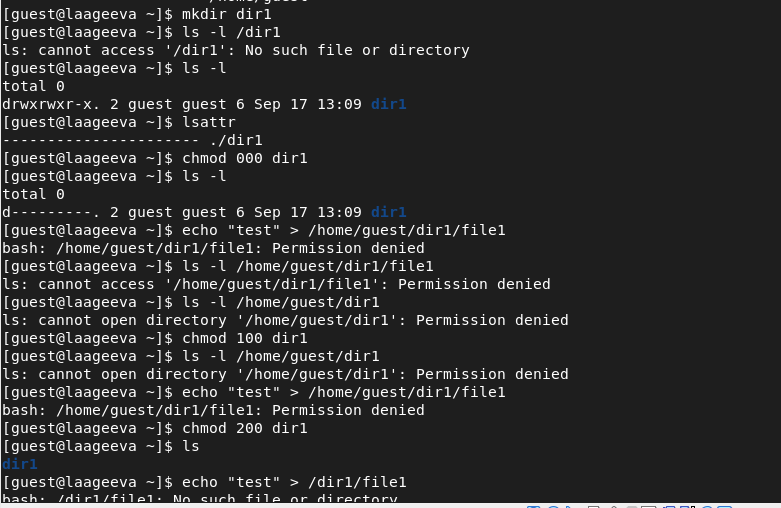 /home/guest
[guest@laageeva ~]$ mkdir dir1
[guest@laageeva ~]$ ls -l /dir1
ls: cannot access '/dir1': No such file or directory
[guest@laageeva ~]$ ls -l
total 0
drwxrwxr-x. 2 guest guest 6 Sep 17 13:09 dir1
[guest@laageeva ~]$ lsattr
---------------------- ./dir1
[guest@laageeva ~]$ chmod 000 dir1
[guest@laageeva ~]$ ls -l
total 0
d---------. 2 guest guest 6 Sep 17 13:09 dir1
[guest@laageeva ~]$ echo "test" > /home/guest/dir1/file1
bash: /home/guest/dir1/file1: Permission denied
[guest@laageeva ~]$ ls -l /home/guest/dir1/file1
ls: cannot access '/home/guest/dir1/file1': Permission denied
[guest@laageeva ~]$ ls -l /home/guest/dir1
ls: cannot open directory '/home/guest/dir1': Permission denied
[guest@laageeva ~]$ chmod 100 dir1
[guest@laageeva ~]$ ls -l /home/guest/dir1
ls: cannot open directory '/home/guest/dir1': Permission denied
[guest@laageeva ~]$ echo "test" > /home/guest/dir1/file1
bash: /home/guest/dir1/file1: Permission denied
[guest@laageeva ~]$ chmod 200 dir1
[guest@laageeva ~]$ ls
dir1
[guest@laageeva ~]$ echo "test" > /dir1/file1
bash: /dir1/file1: No such file or directory